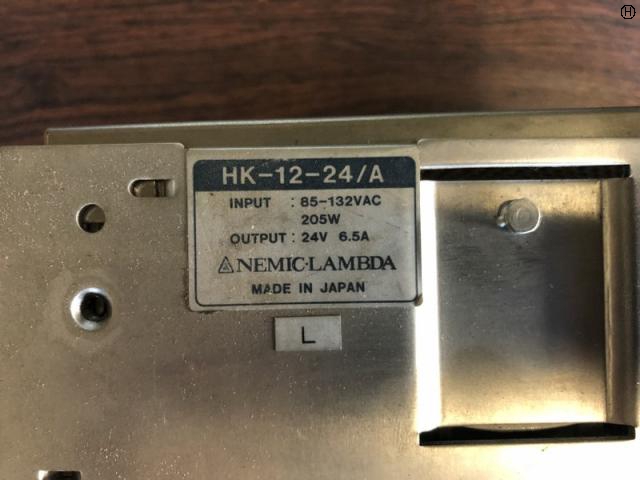 H
HK-12-24/A
INPUT : 85-132VAC
205W
OUTPUT : 24V 6.5A
NEMIC·LAMBDA
MADE IN JAPAN
L